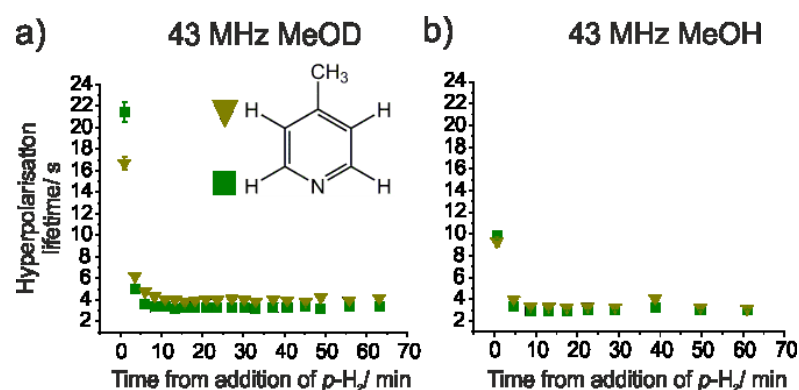 a) 43 MHz MeOD
b) 43 MHz MeOH
CH₃
H H
H N H
Hyperpolarisation
lifetime/ s
24
22
20
18
16
14
12
10
8
6
4
2
0 10 20 30 40 50 60 70
Time from addition of p-H₂/ min
24
22
20
18
16
14
12
10
8
6
4
2
0 10 20 30 40 50 60 70
Time from addition of p-H₂/ min